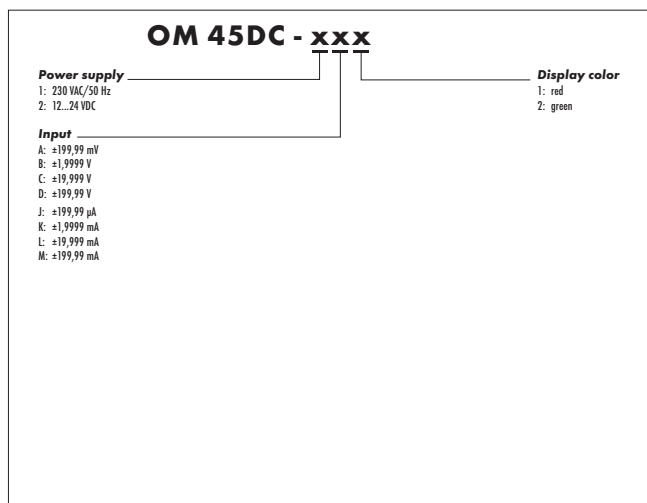 OM 45DC - xxx
Power supply
1: 230 VAC/50 Hz
2: 12...24 VDC
Display color
1: red
2: green
Input
A: ±199,99 mV
B: ±1,9999 V
C: ±19,999 V
D: ±199,99 V
J: ±199,99 µA
K: ±1,9999 mA
L: ±19,999 mA
M: ±199,99 mA